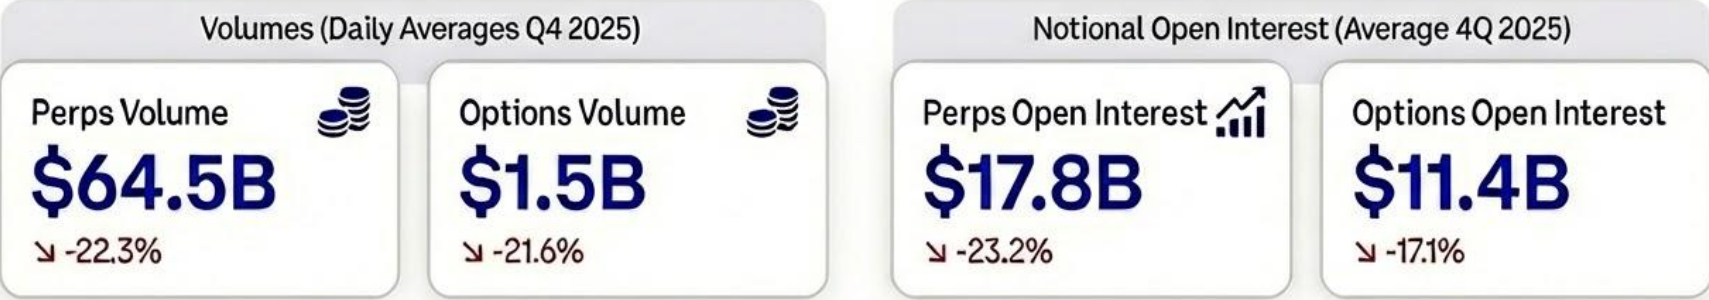 Volumes (Daily Averages Q4 2025)
Perps Volume
$64.5B
↘ -22.3%
Options Volume
$1.5B
↘ -21.6%
Notional Open Interest (Average 4Q 2025)
Perps Open Interest
$17.8B
↘ -23.2%
Options Open Interest
$11.4B
↘ -17.1%